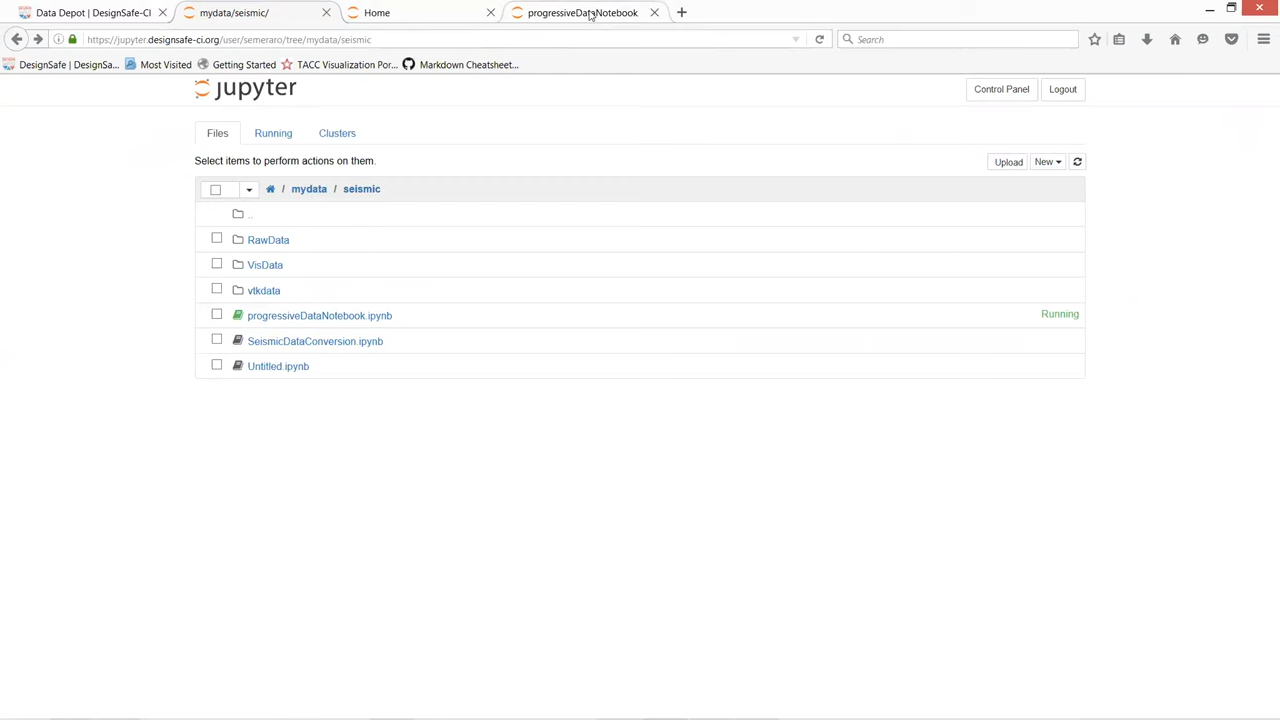 Data Depot | DesignSafe-CI
mydata/seismic/
Home
progressiveDataNotebook
https://jupyter.designsafe-ci.org/user/semeraro/tree/mydata/seismic
Search
DesignSafe | DesignSa...
Most Visited
Getting Started
TACC Visualization Por...
Markdown Cheatsheet...
jupyter
Control Panel
Logout
Files
Running
Clusters
Select items to perform actions on them.
Upload
New
/ mydata / seismic
..
RawData
VisData
vtkdata
progressiveDataNotebook.ipynb
Running
SeismicDataConversion.ipynb
Untitled.ipynb